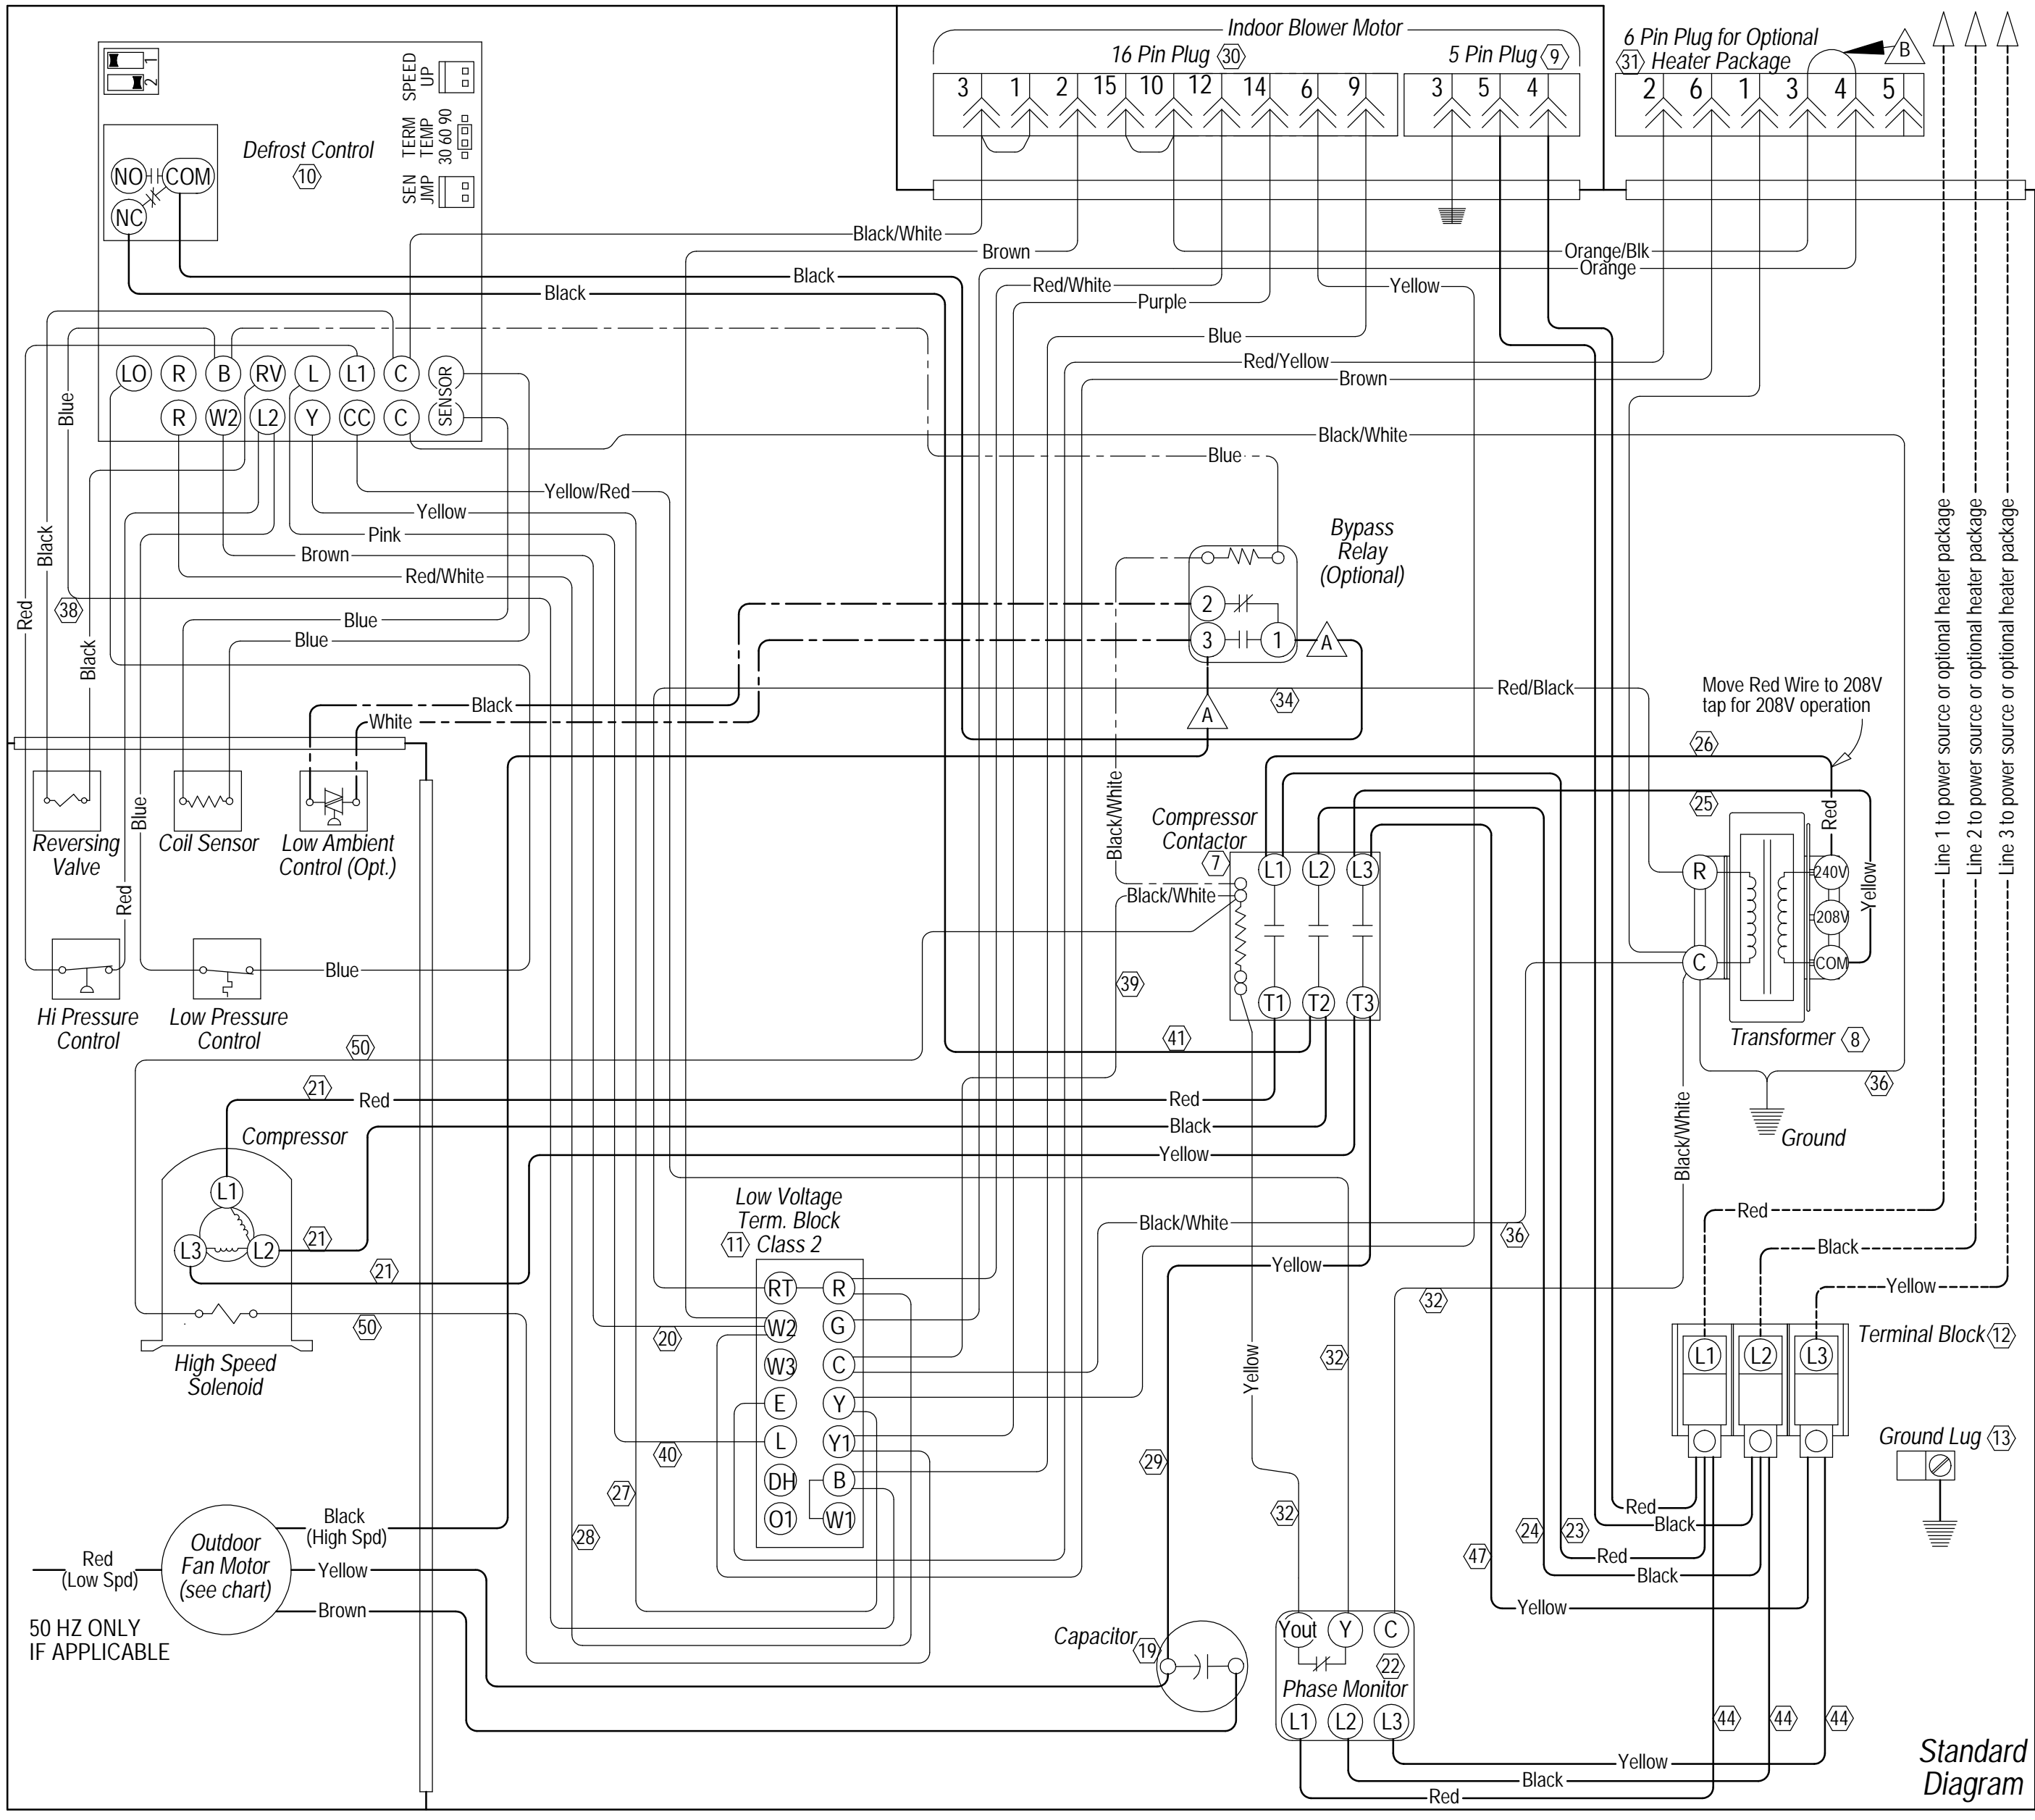 Indoor Blower Motor
16 Pin Plug 30
5 Pin Plug 9
6 Pin Plug for Optional
31 Heater Package
B
3 1 2 15 10 12 14 6 9
3 5 4
2 6 1 3 4 5
1
2
SPEED
UP
TERM
TEMP
30 60 90
SEN
JMP
Defrost Control
10
NO COM
NC
Black/White
Brown
Orange/Blk
Orange
Black
Black
Red/White
Purple
Yellow
Blue
Red/Yellow
Brown
LO R B RV L L1 C SENSOR
R W2 L2 Y CC C
Blue
Black/White
Blue
Yellow/Red
Yellow
Pink
Brown
Red/White
Black
Red
38
Black
Blue
Blue
Bypass
Relay
(Optional)
2
3 1 A
A
34
Red/Black
Black
White
Move Red Wire to 208V
tap for 208V operation
26
25
Red
Yellow
Line 1 to power source or optional heater package
Line 2 to power source or optional heater package
Line 3 to power source or optional heater package
Reversing
Valve
Coil Sensor
Low Ambient
Control (Opt.)
Blue
Red
Black/White
Compressor
Contactor
7
L1 L2 L3
Black/White
T1 T2 T3
R 240V
208V
C COM
Transformer 8
36
Ground
Hi Pressure
Control
Low Pressure
Control
Blue
39
41
50
21
Red Red
Black
Yellow
Compressor
L1
L3 L2
21
21
50
High Speed
Solenoid
Low Voltage
Term. Block
11 Class 2
RT R
W2 G
W3 C
E Y
L Y1
DH B
O1 W1
20
40
27
28
Black/White
36
Yellow
Black/White
32
Red
Black
Yellow
Terminal Block 12
L1 L2 L3
Ground Lug 13
Yellow
32
29
32
47
24
23
Red
Black
Red
Black
Yellow
Black
(High Spd)
Outdoor
Fan Motor
(see chart)
Red
(Low Spd)
Yellow
Brown
50 HZ ONLY
IF APPLICABLE
Capacitor 19
Yout Y C
22
Phase Monitor
L1 L2 L3
44 44 44
Yellow
Black
Red
Standard
Diagram